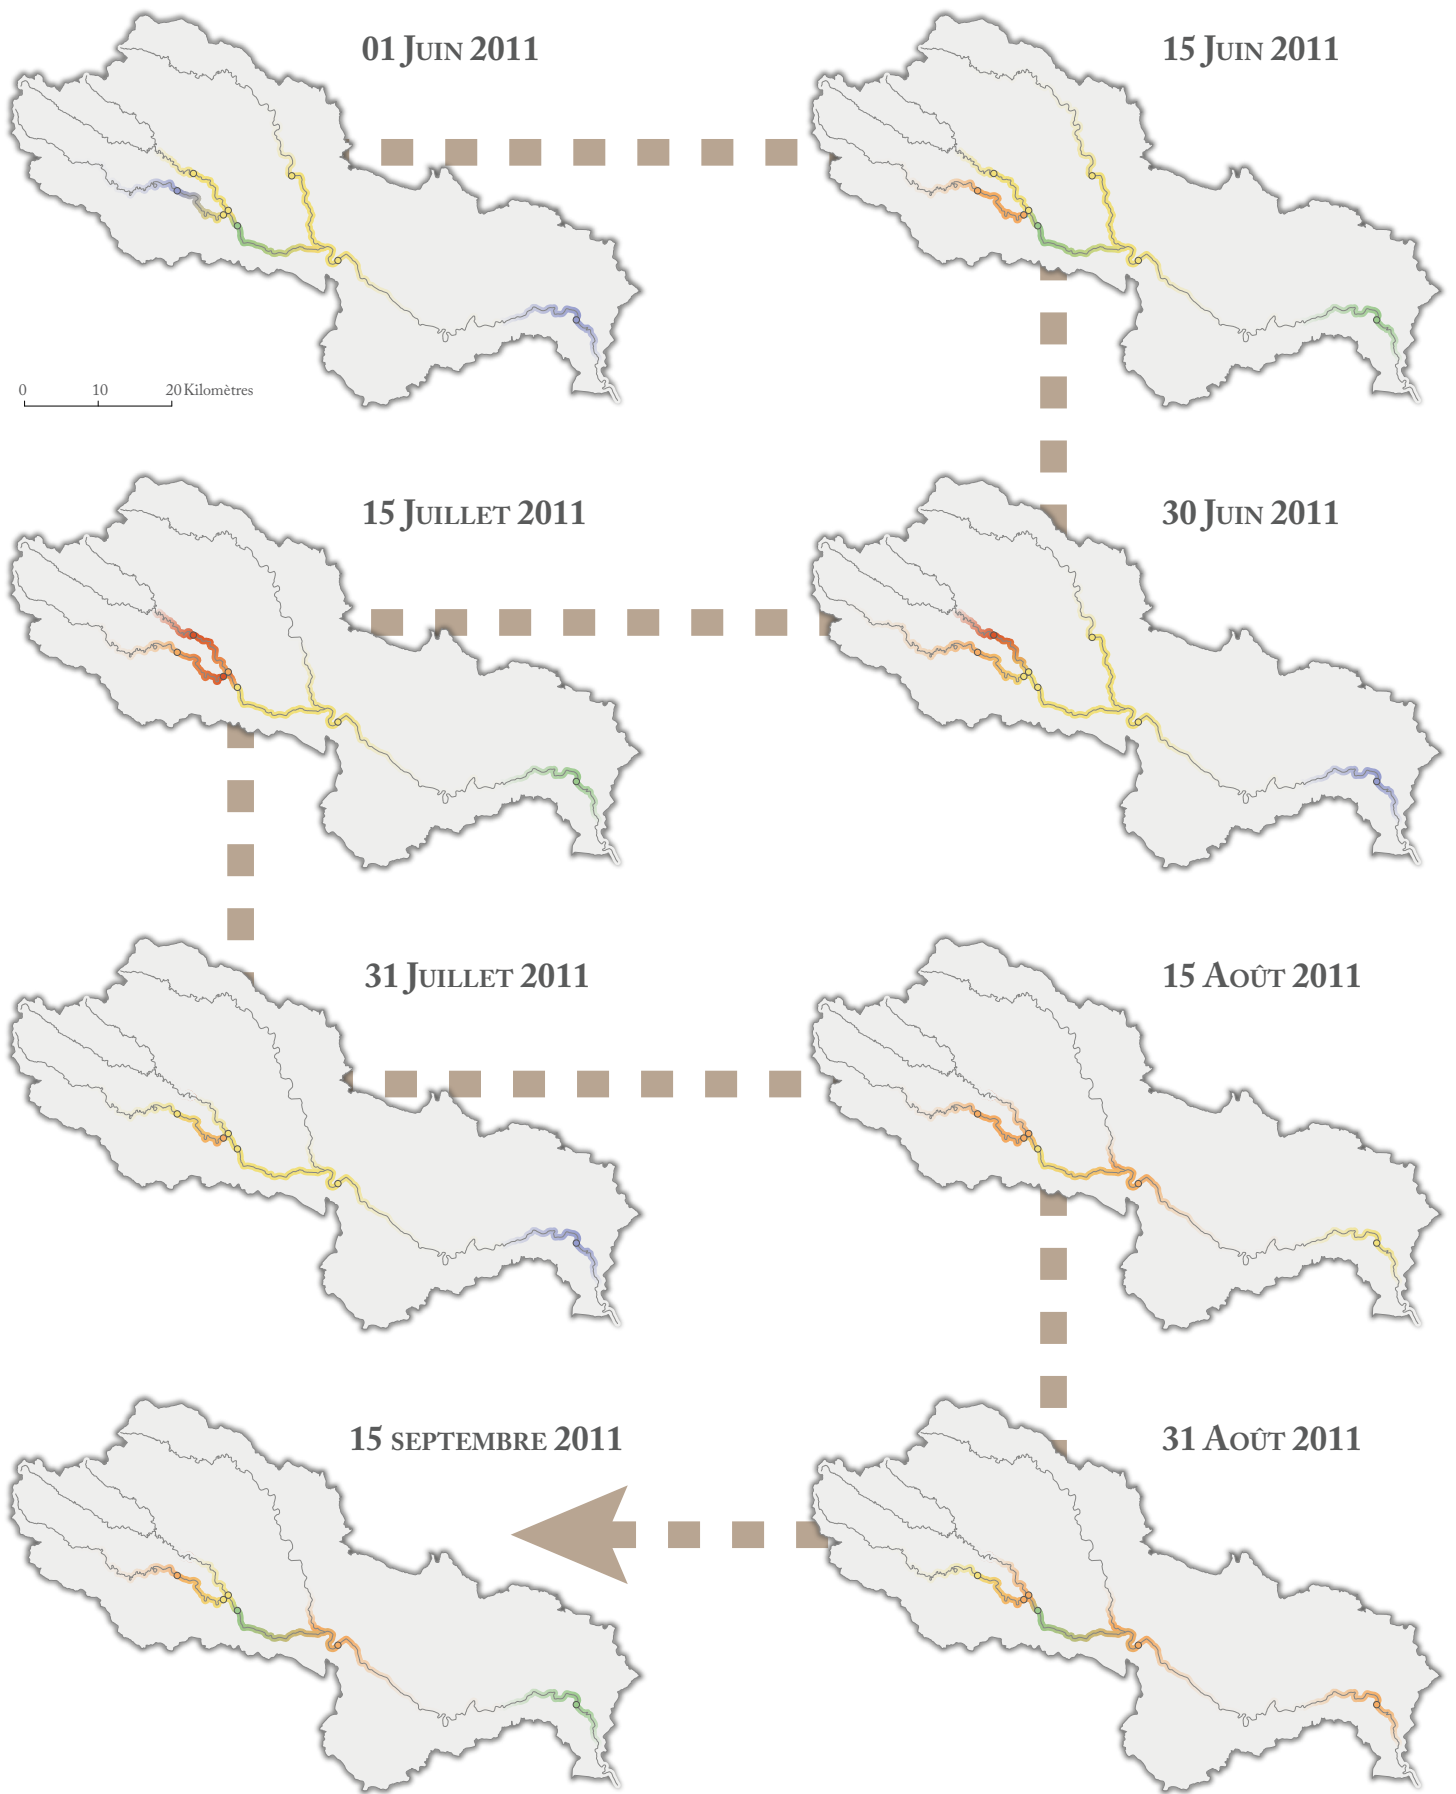 01 Juin 2011
15 Juin 2011
0 10 20 Kilomètres
15 Juillet 2011
30 Juin 2011
31 Juillet 2011
15 Août 2011
15 septembre 2011
31 Août 2011